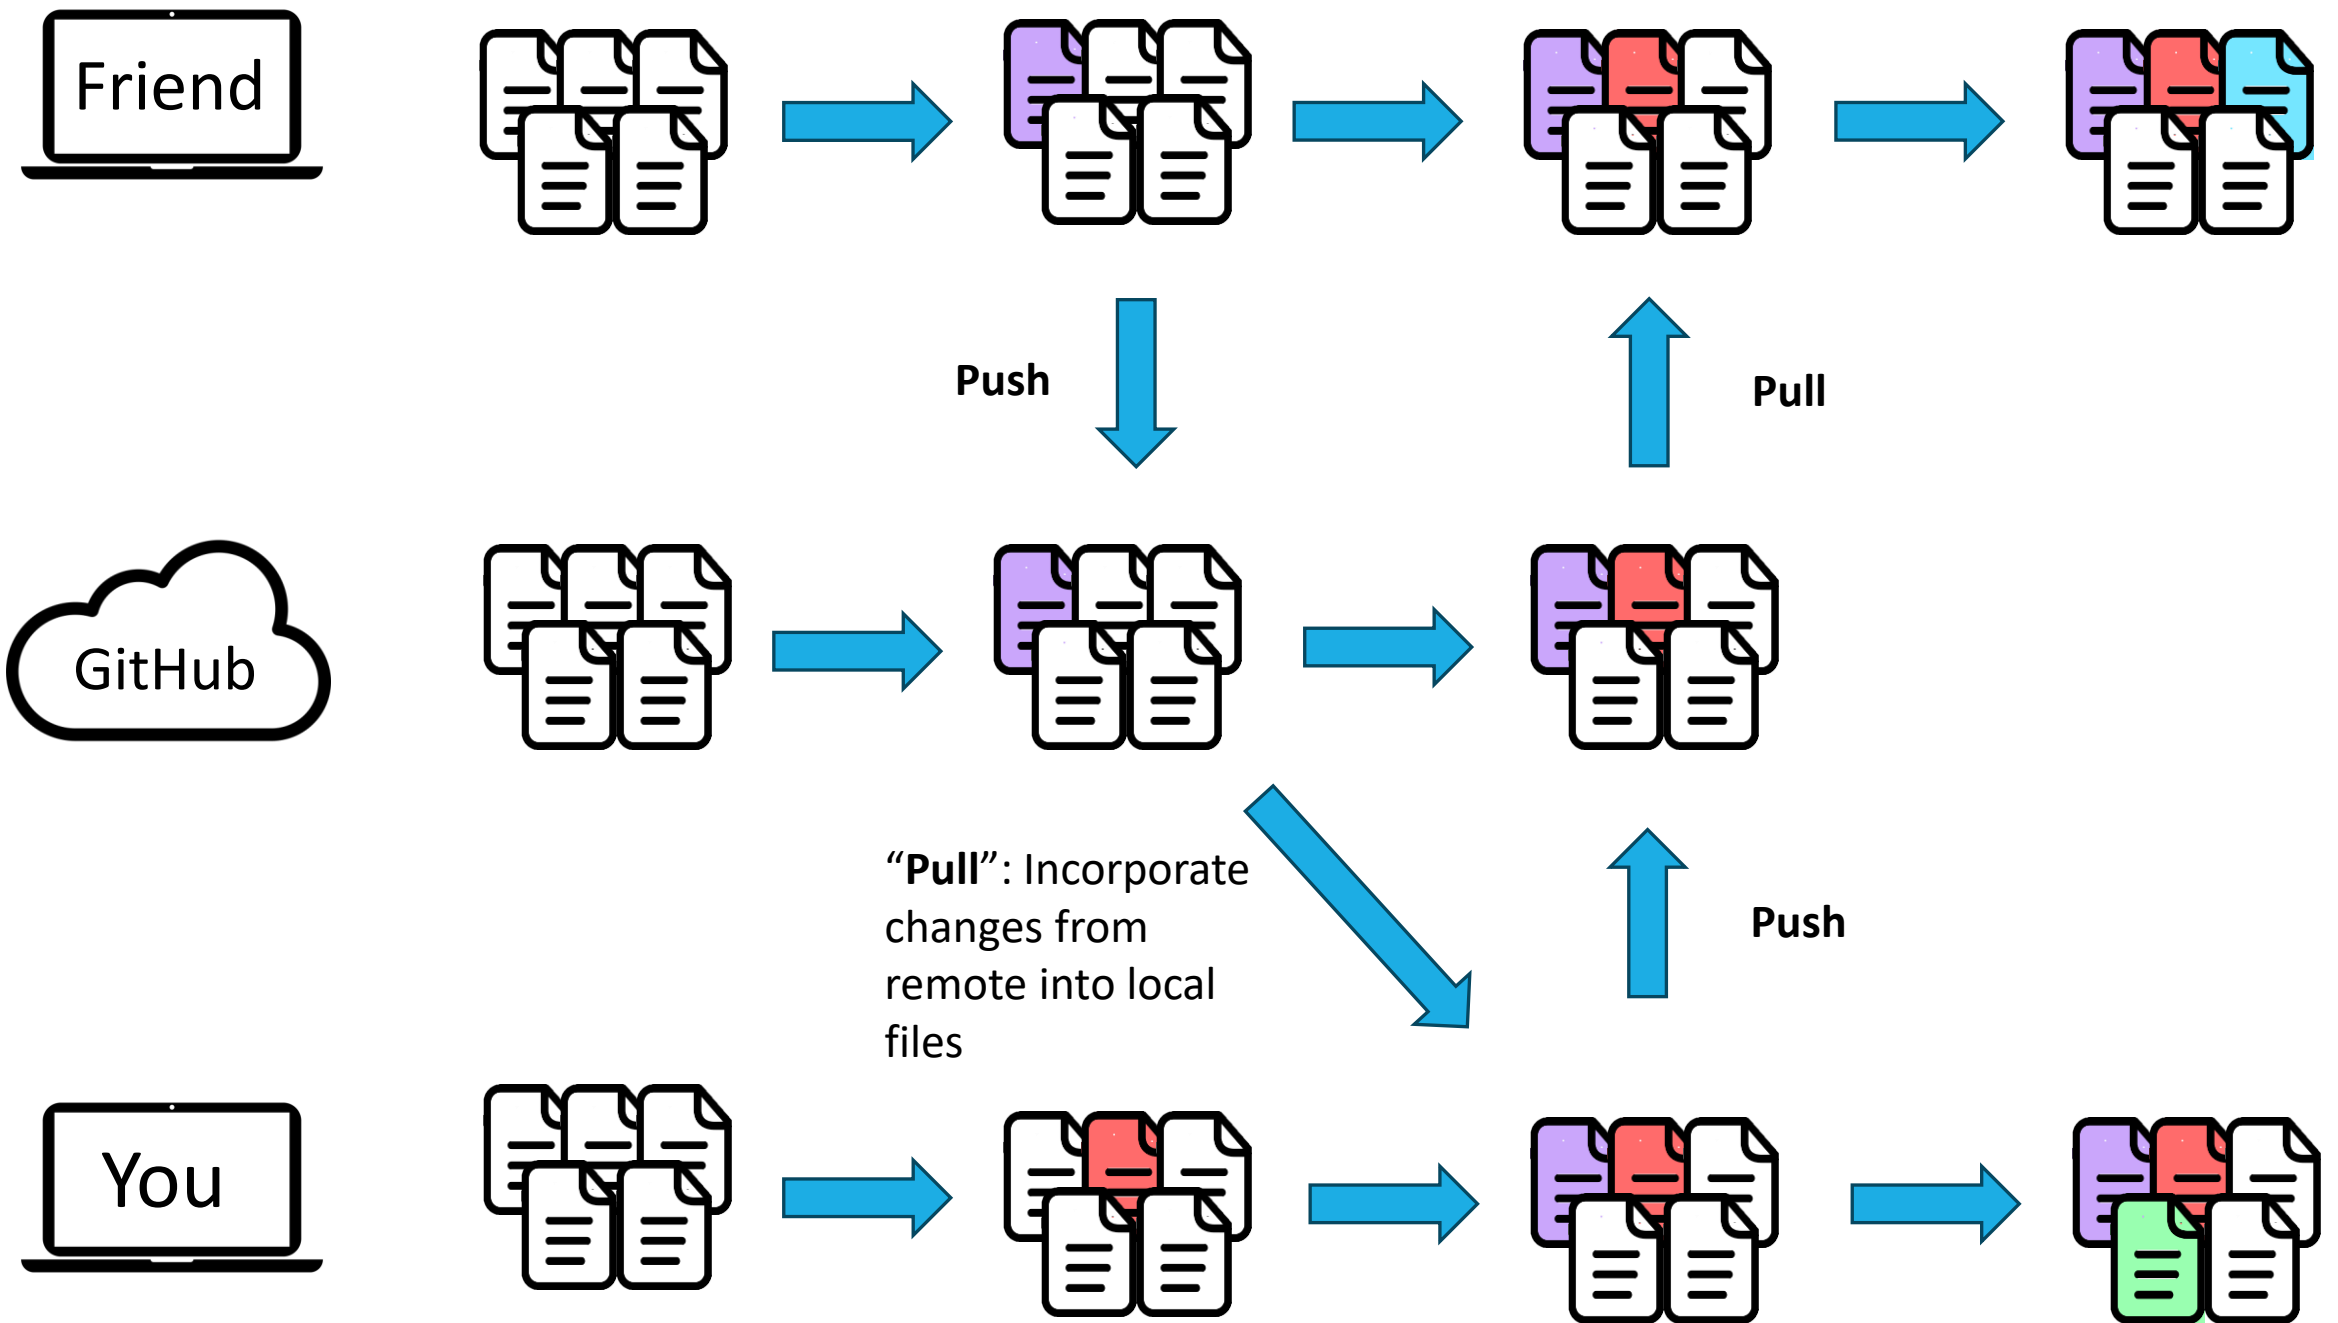 Friend
Push
Pull
GitHub
“Pull”: Incorporate
changes from
remote into local
files
Push
You